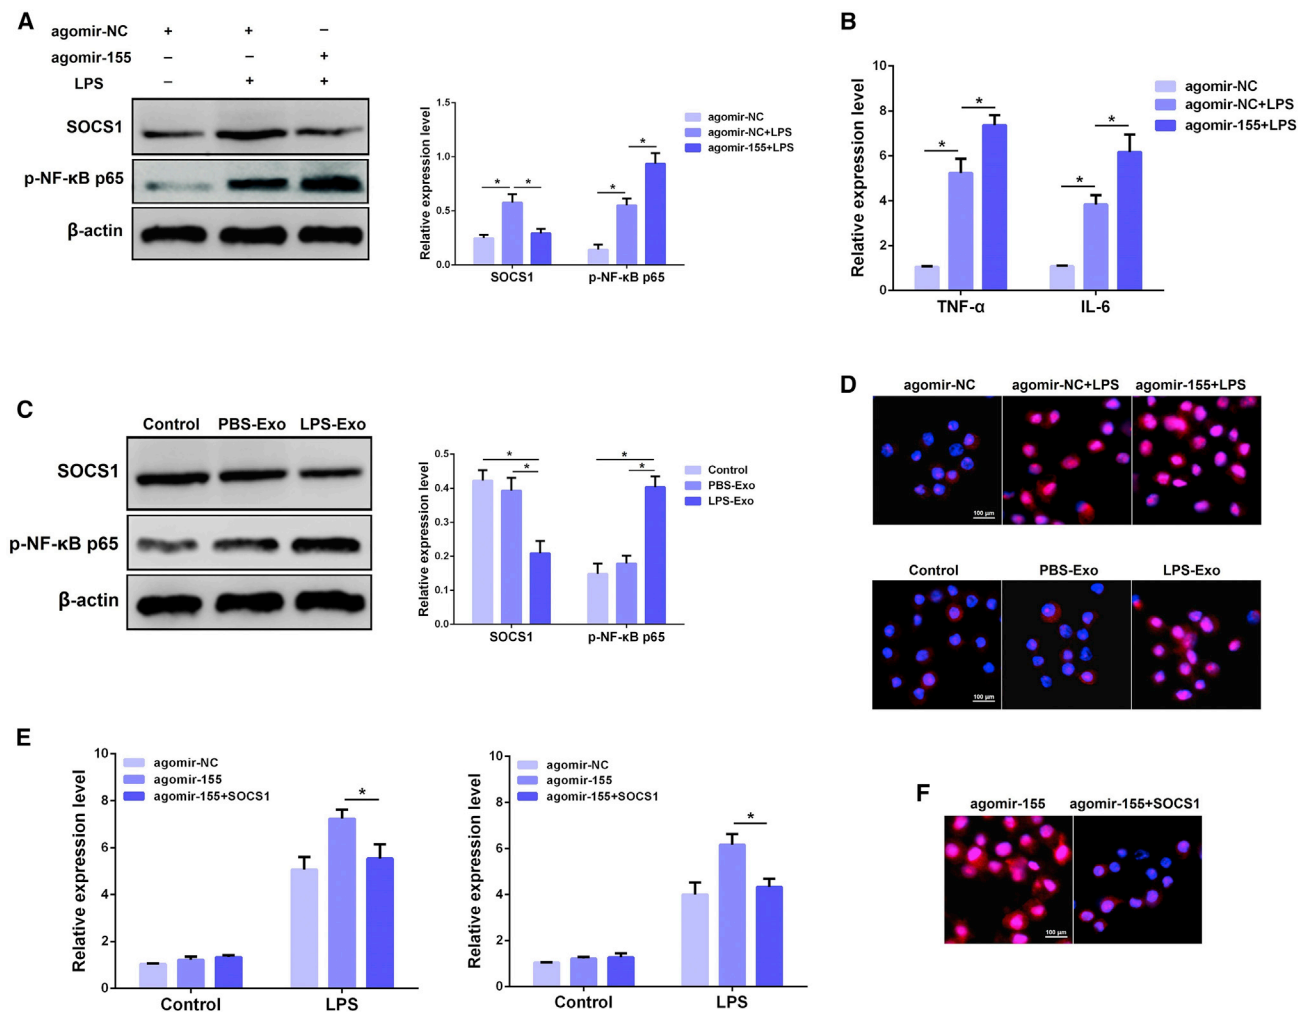 A
agomir-NC + + –
agomir-155 – – +
LPS – + +
SOCS1
p-NF-κB p65
β-actin
Relative expression level
1.5
1.0
0.5
0.0
* * * *
SOCS1 p-NF-κB p65
agomir-NC
agomir-NC+LPS
agomir-155+LPS
B
Relative expression level
10
8
6
4
2
0
* * * *
TNF-α IL-6
agomir-NC
agomir-NC+LPS
agomir-155+LPS
C
Control PBS-Exo LPS-Exo
SOCS1
p-NF-κB p65
β-actin
Relative expression level
0.5
0.4
0.3
0.2
0.1
0.0
* * * *
SOCS1 p-NF-κB p65
Control
PBS-Exo
LPS-Exo
D
agomir-NC agomir-NC+LPS agomir-155+LPS
100 μm
Control PBS-Exo LPS-Exo
100 μm
E
Relative expression level
10
8
6
4
2
0
agomir-NC
agomir-155
agomir-155+SOCS1
*
Control LPS
Relative expression level
10
8
6
4
2
0
agomir-NC
agomir-155
agomir-155+SOCS1
*
Control LPS
F
agomir-155 agomir-155+SOCS1
100 μm